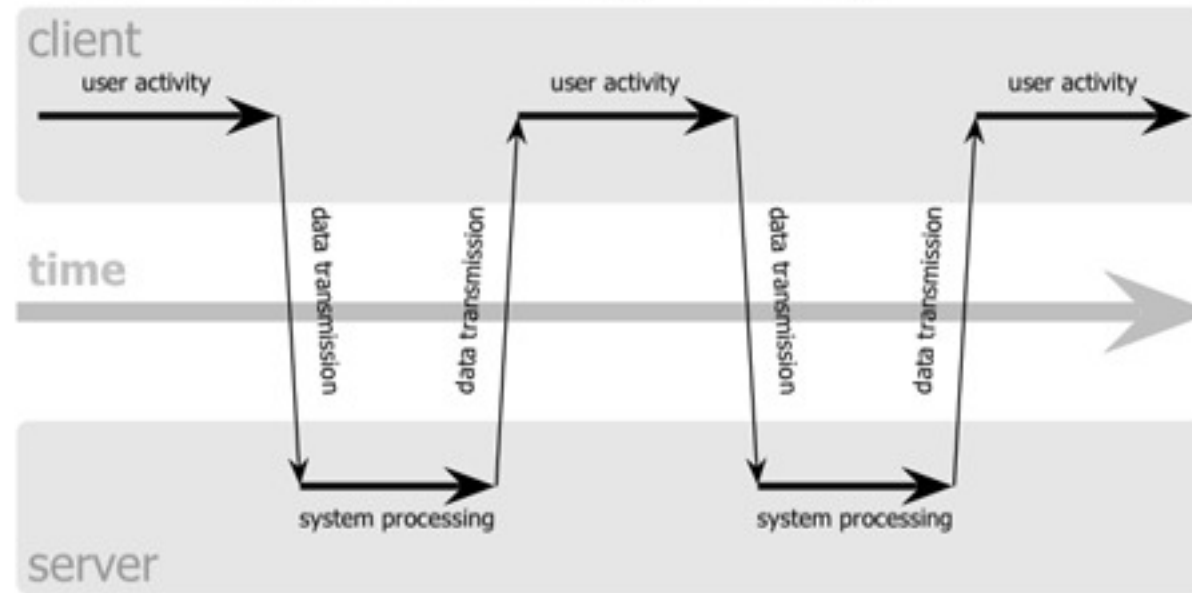 client
user activity
user activity
user activity
data transmission
data transmission
data transmission
data transmission
time
system processing
system processing
server